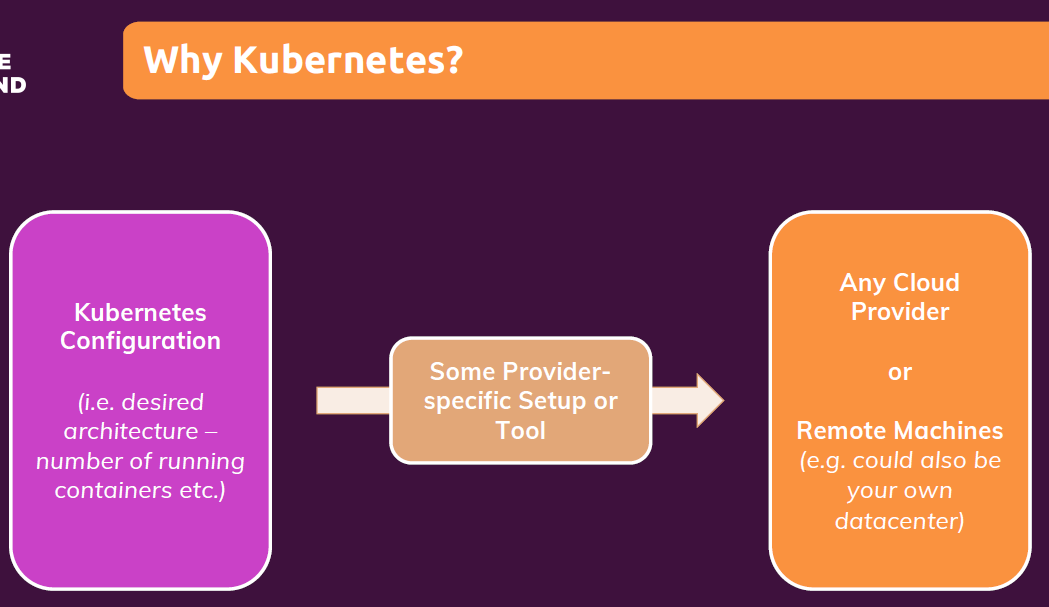 E
ND
Why Kubernetes?
Kubernetes
Configuration
(i.e. desired
architecture –
number of running
containers etc.)
Some Provider-
specific Setup or
Tool
Any Cloud
Provider
or
Remote Machines
(e.g. could also be
your own
datacenter)